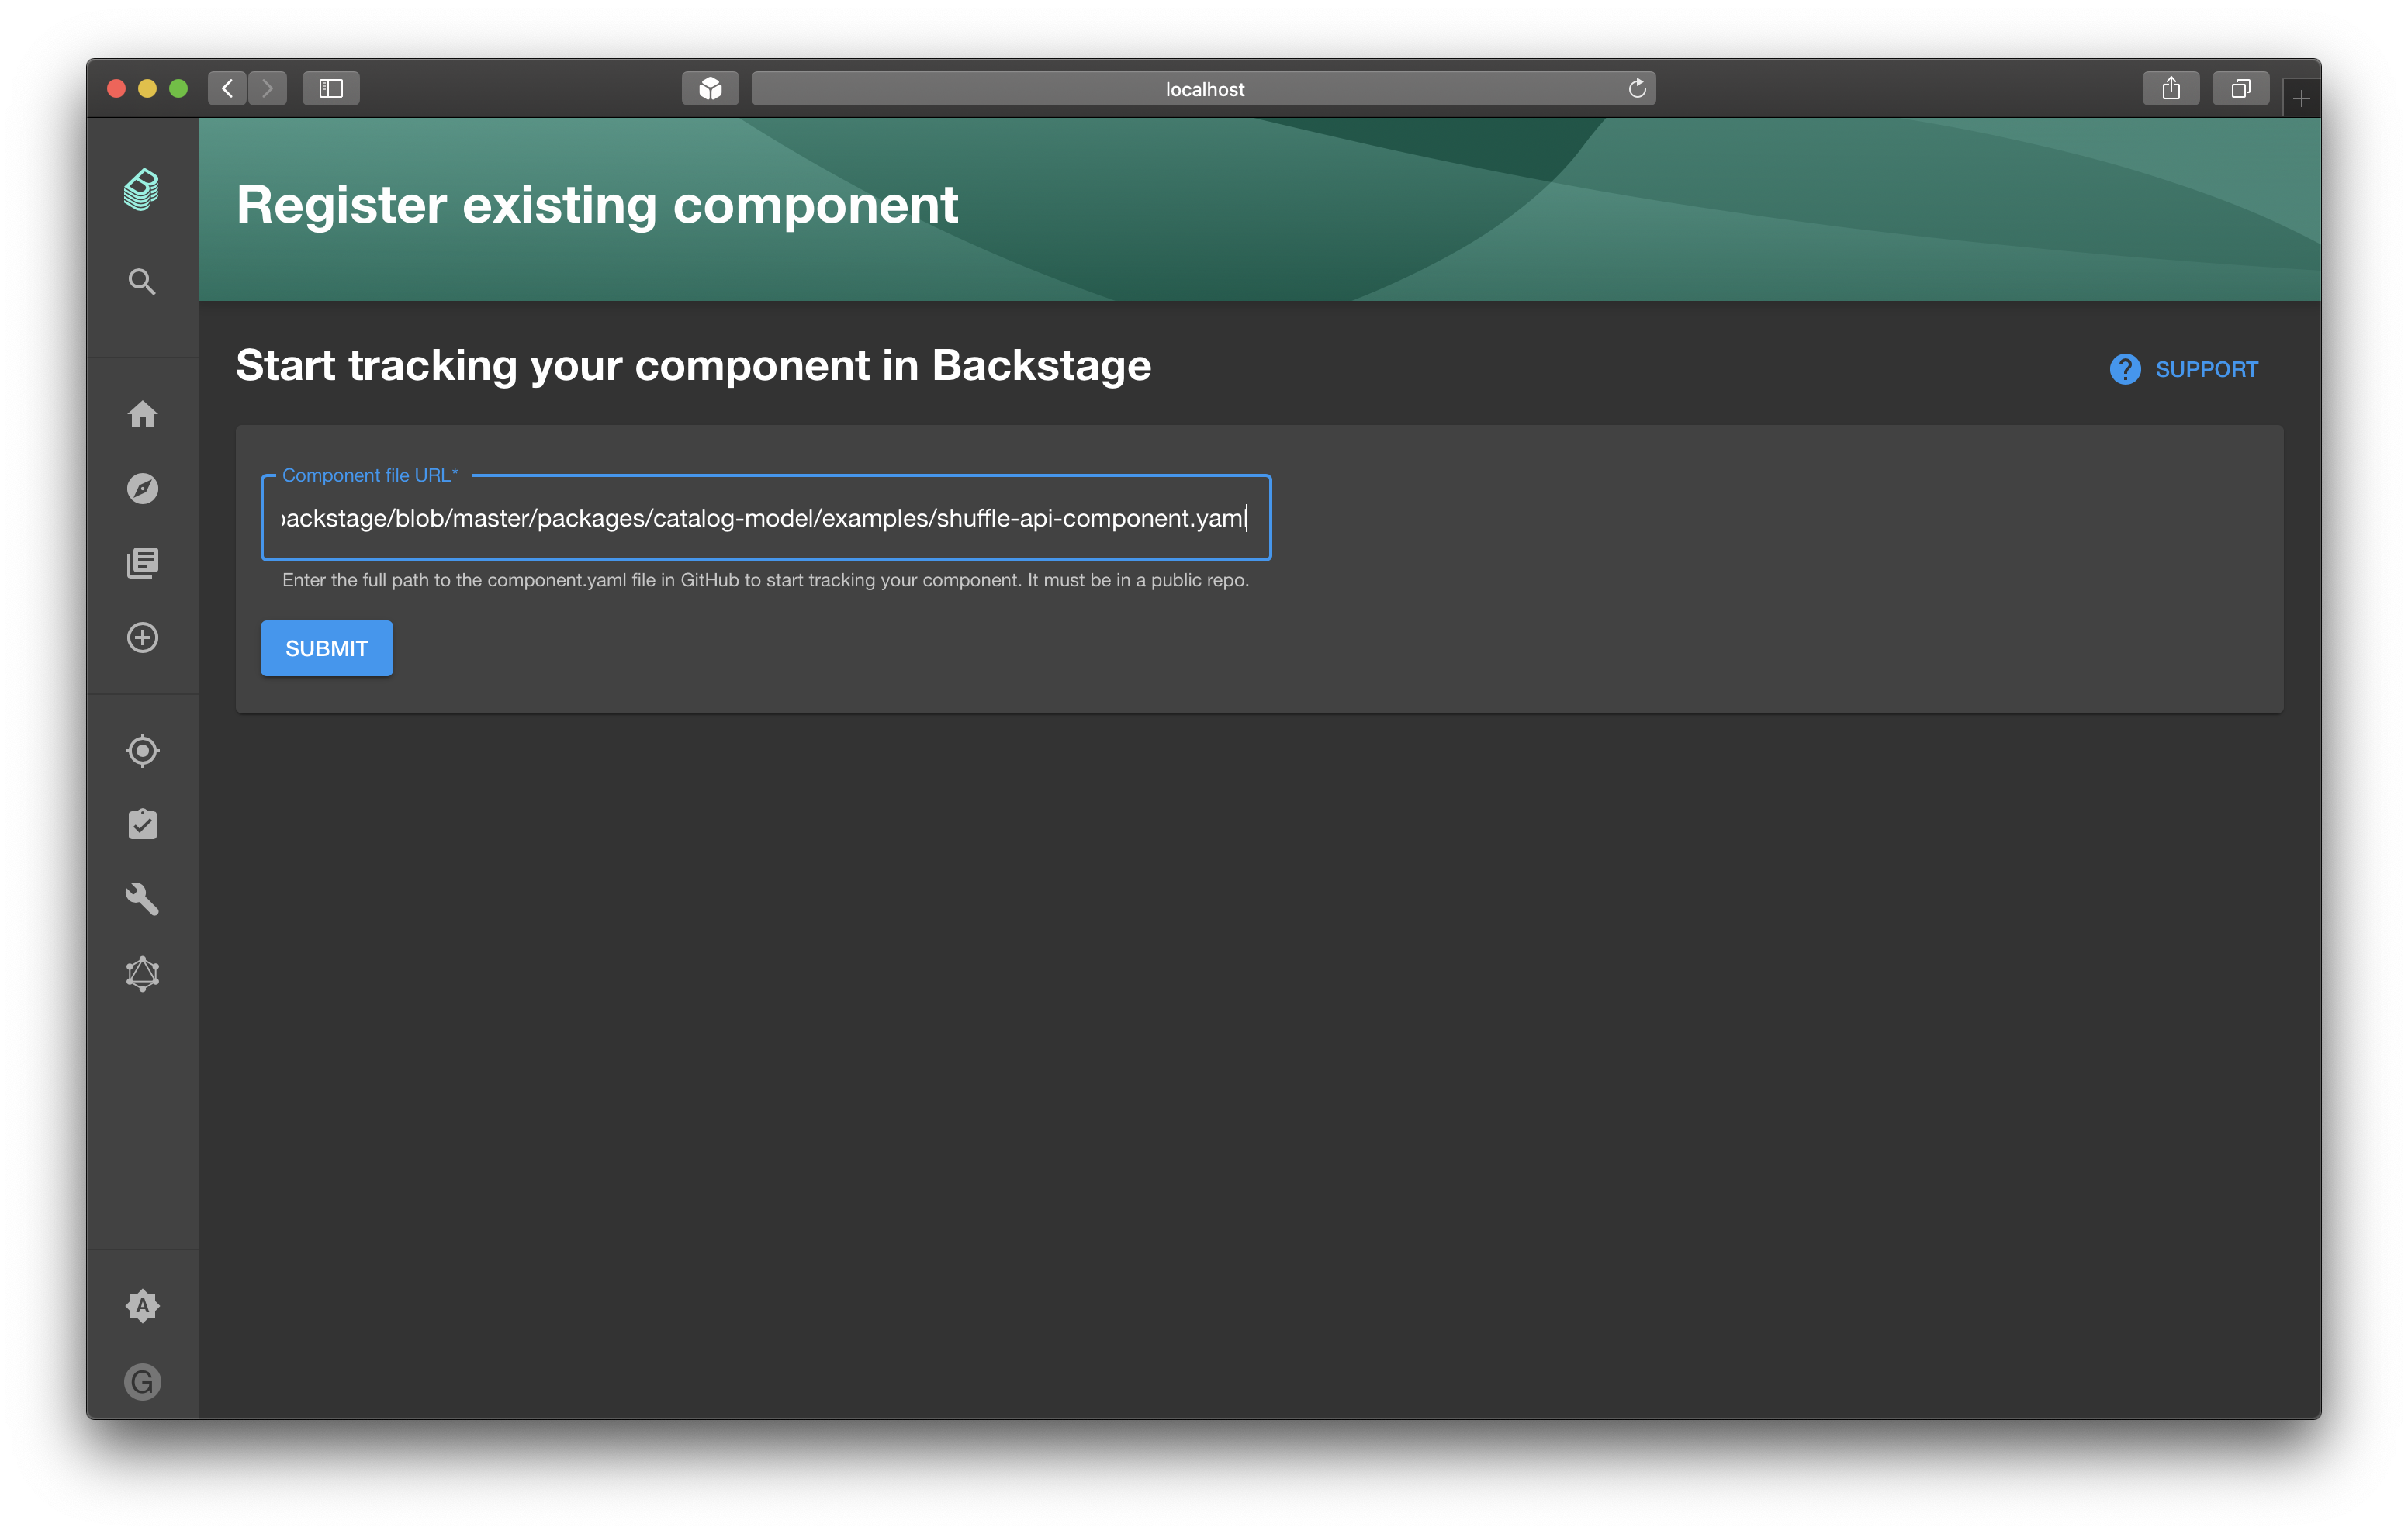 localhost
Register existing component
Start tracking your component in Backstage
SUPPORT
Component file URL*
backstage/blob/master/packages/catalog-model/examples/shuffle-api-component.yaml
Enter the full path to the component.yaml file in GitHub to start tracking your component. It must be in a public repo.
SUBMIT
A
G